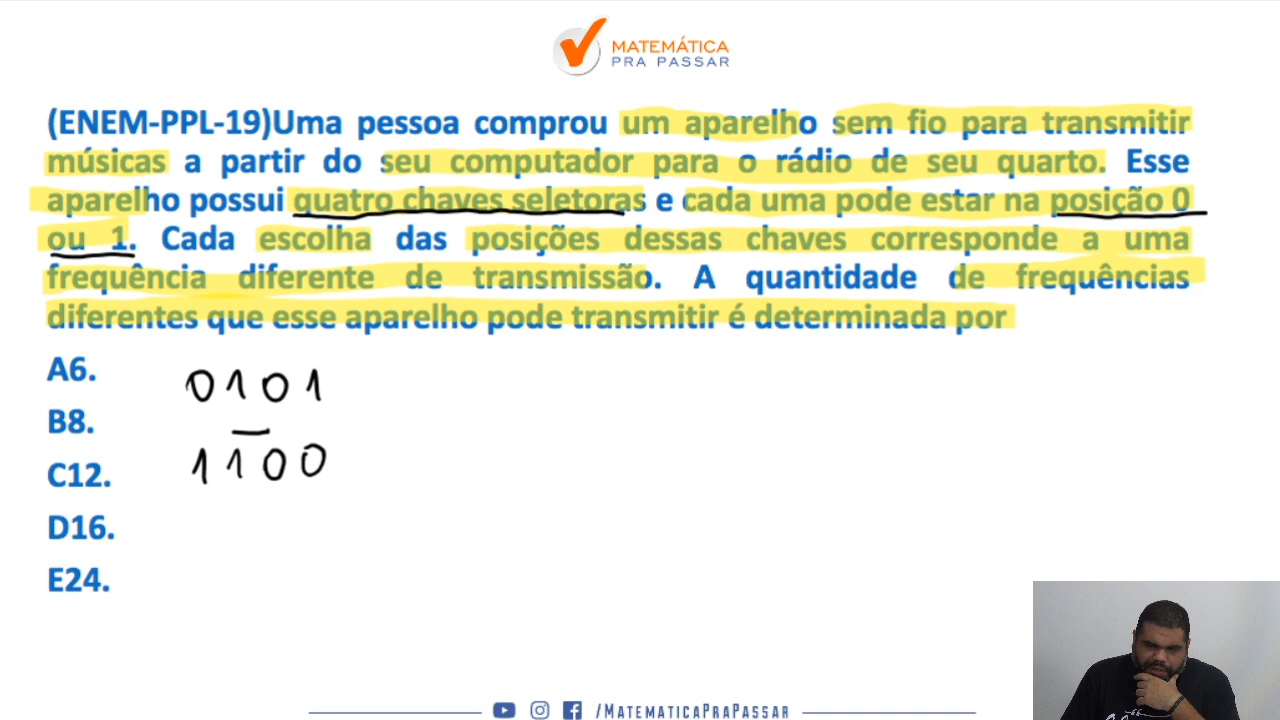 MATEMÁTICA
PRA PASSAR
(ENEM-PPL-19)Uma pessoa comprou um aparelho sem fio para transmitir
músicas a partir do seu computador para o rádio de seu quarto. Esse
aparelho possui quatro chaves seletoras e cada uma pode estar na posição 0
ou 1. Cada escolha das posições dessas chaves corresponde a uma
frequência diferente de transmissão. A quantidade de frequências
diferentes que esse aparelho pode transmitir é determinada por
A6.
0101
B8.
1100
C12.
D16.
E24.
/MATEMATICAPRAPASSAR